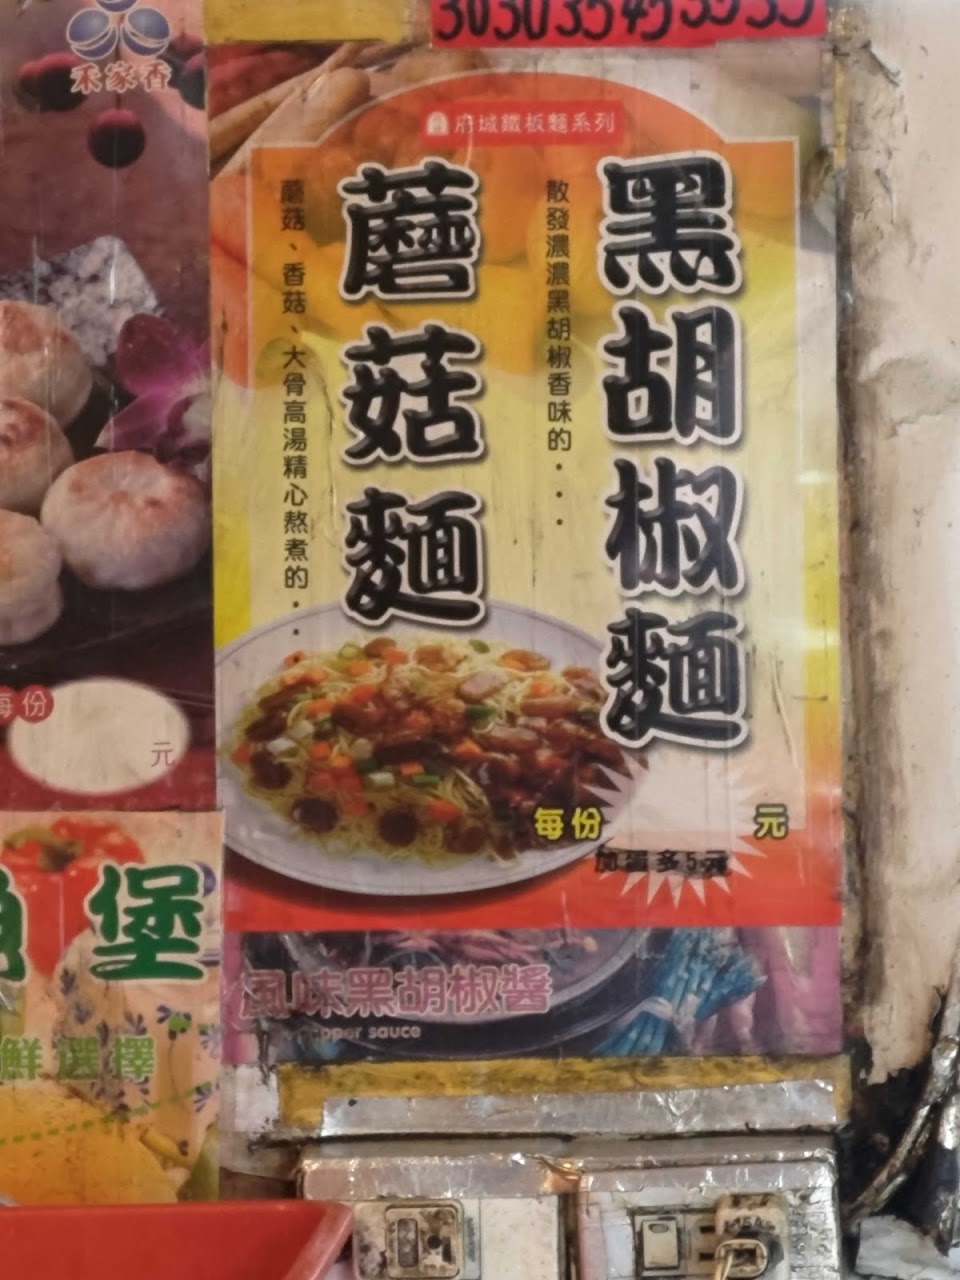 禾家香
府城鐵板麵系列
黑胡椒麵
散發濃濃黑胡椒香味的...
蘑菇麵
蘑菇、香菇、大骨高湯精心熬煮的..
每份 元
加蛋多5元
每份
元
堡
鮮選擇
風味黑胡椒醬
pper sauce